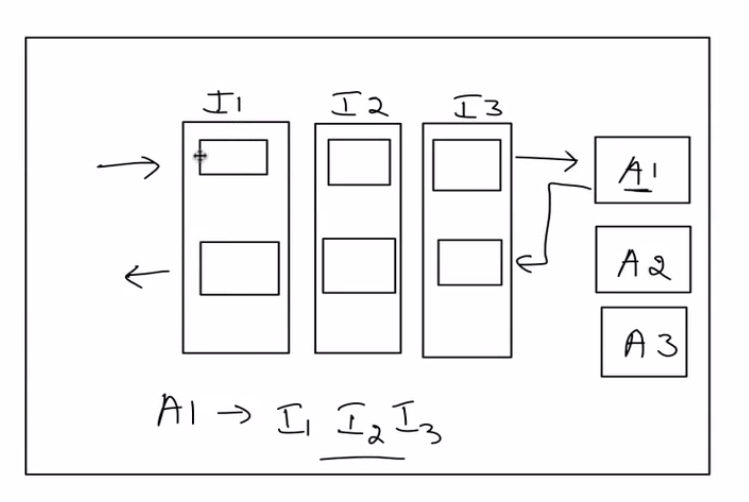 I1 I2 I3
A1
A2
A3
A1 → I₁ I₂ I₃